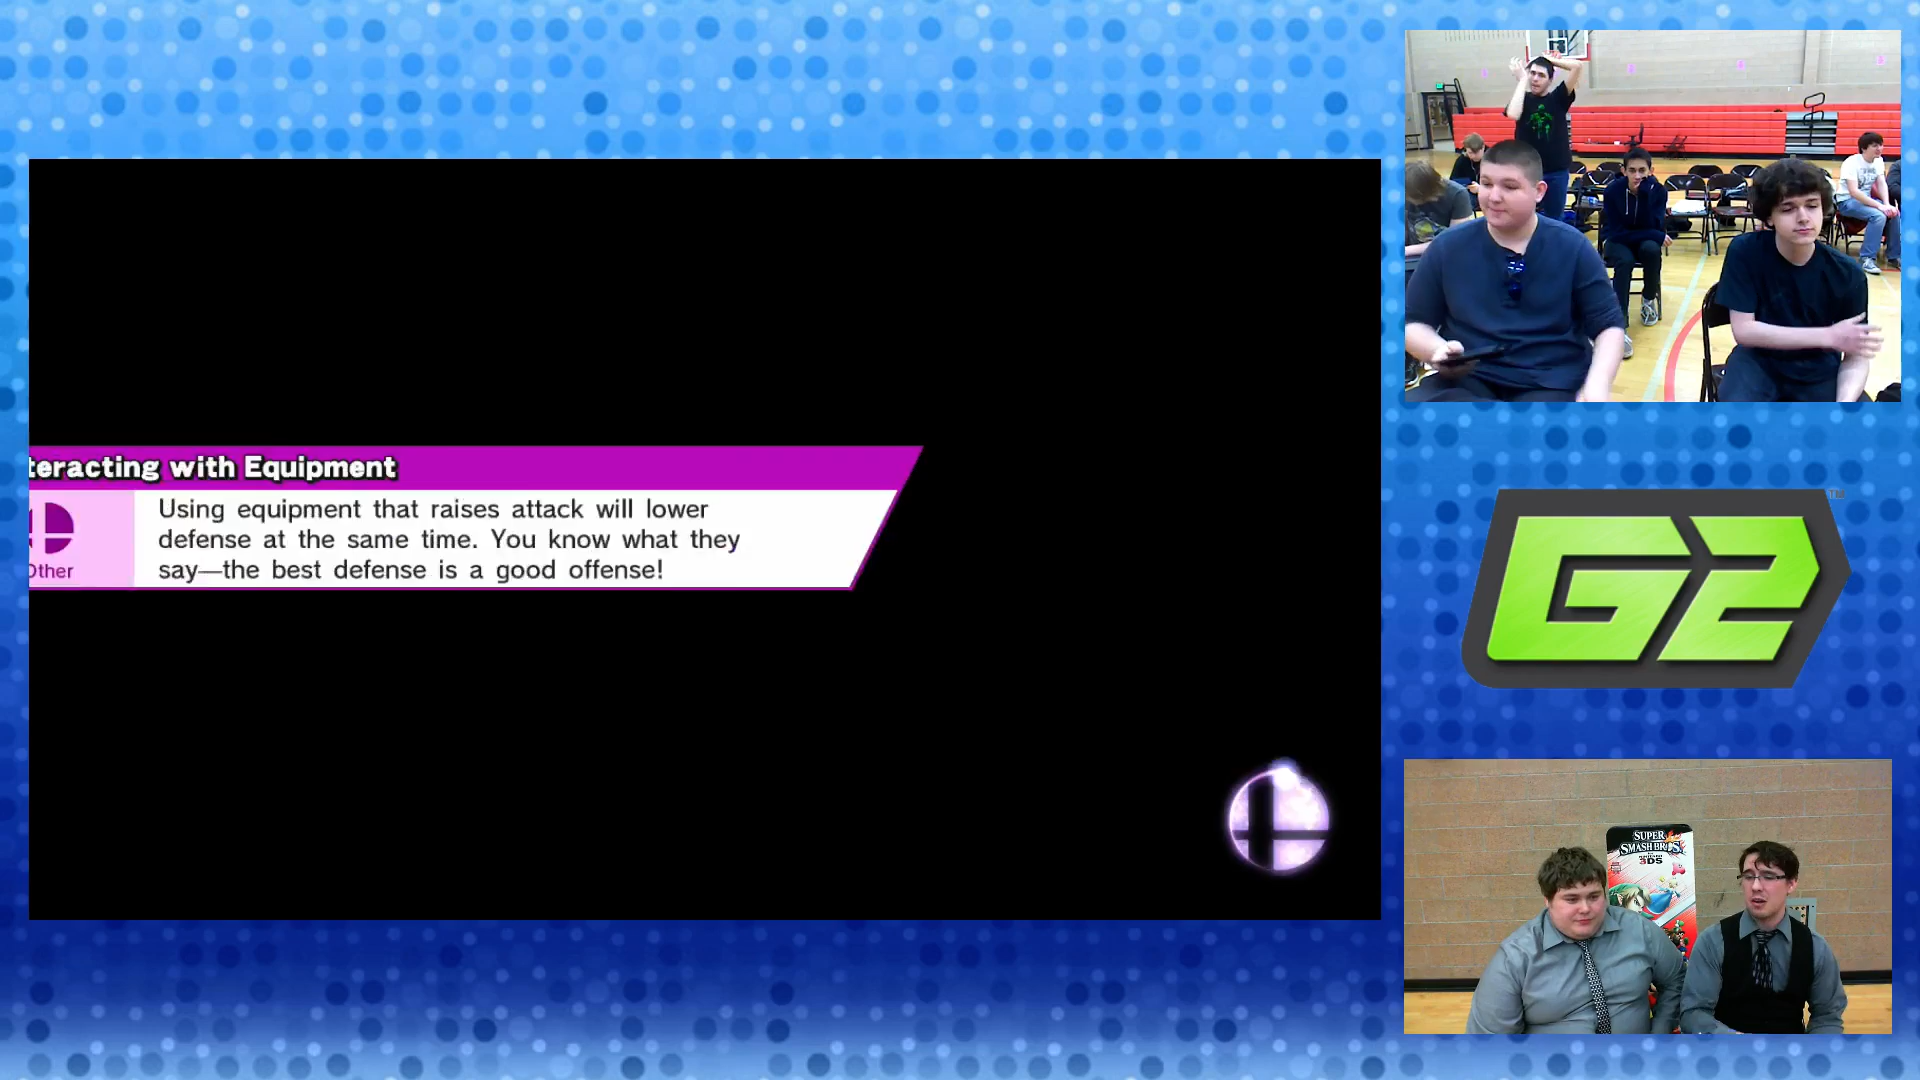 teracting with Equipment
Using equipment that raises attack will lower
defense at the same time. You know what they
say—the best defense is a good offense!
Other
G2
TM
SUPER
SMASH BROS
3DS